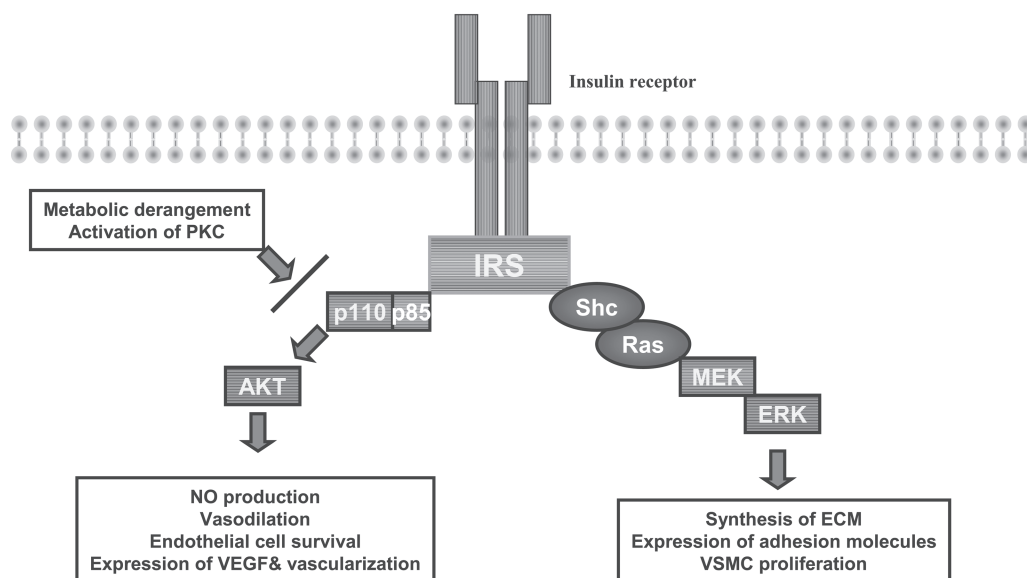 Insulin receptor
Metabolic derangement
Activation of PKC
IRS
p110 p85
Shc
Ras
AKT
MEK
ERK
NO production
Vasodilation
Endothelial cell survival
Expression of VEGF& vascularization
Synthesis of ECM
Expression of adhesion molecules
VSMC proliferation